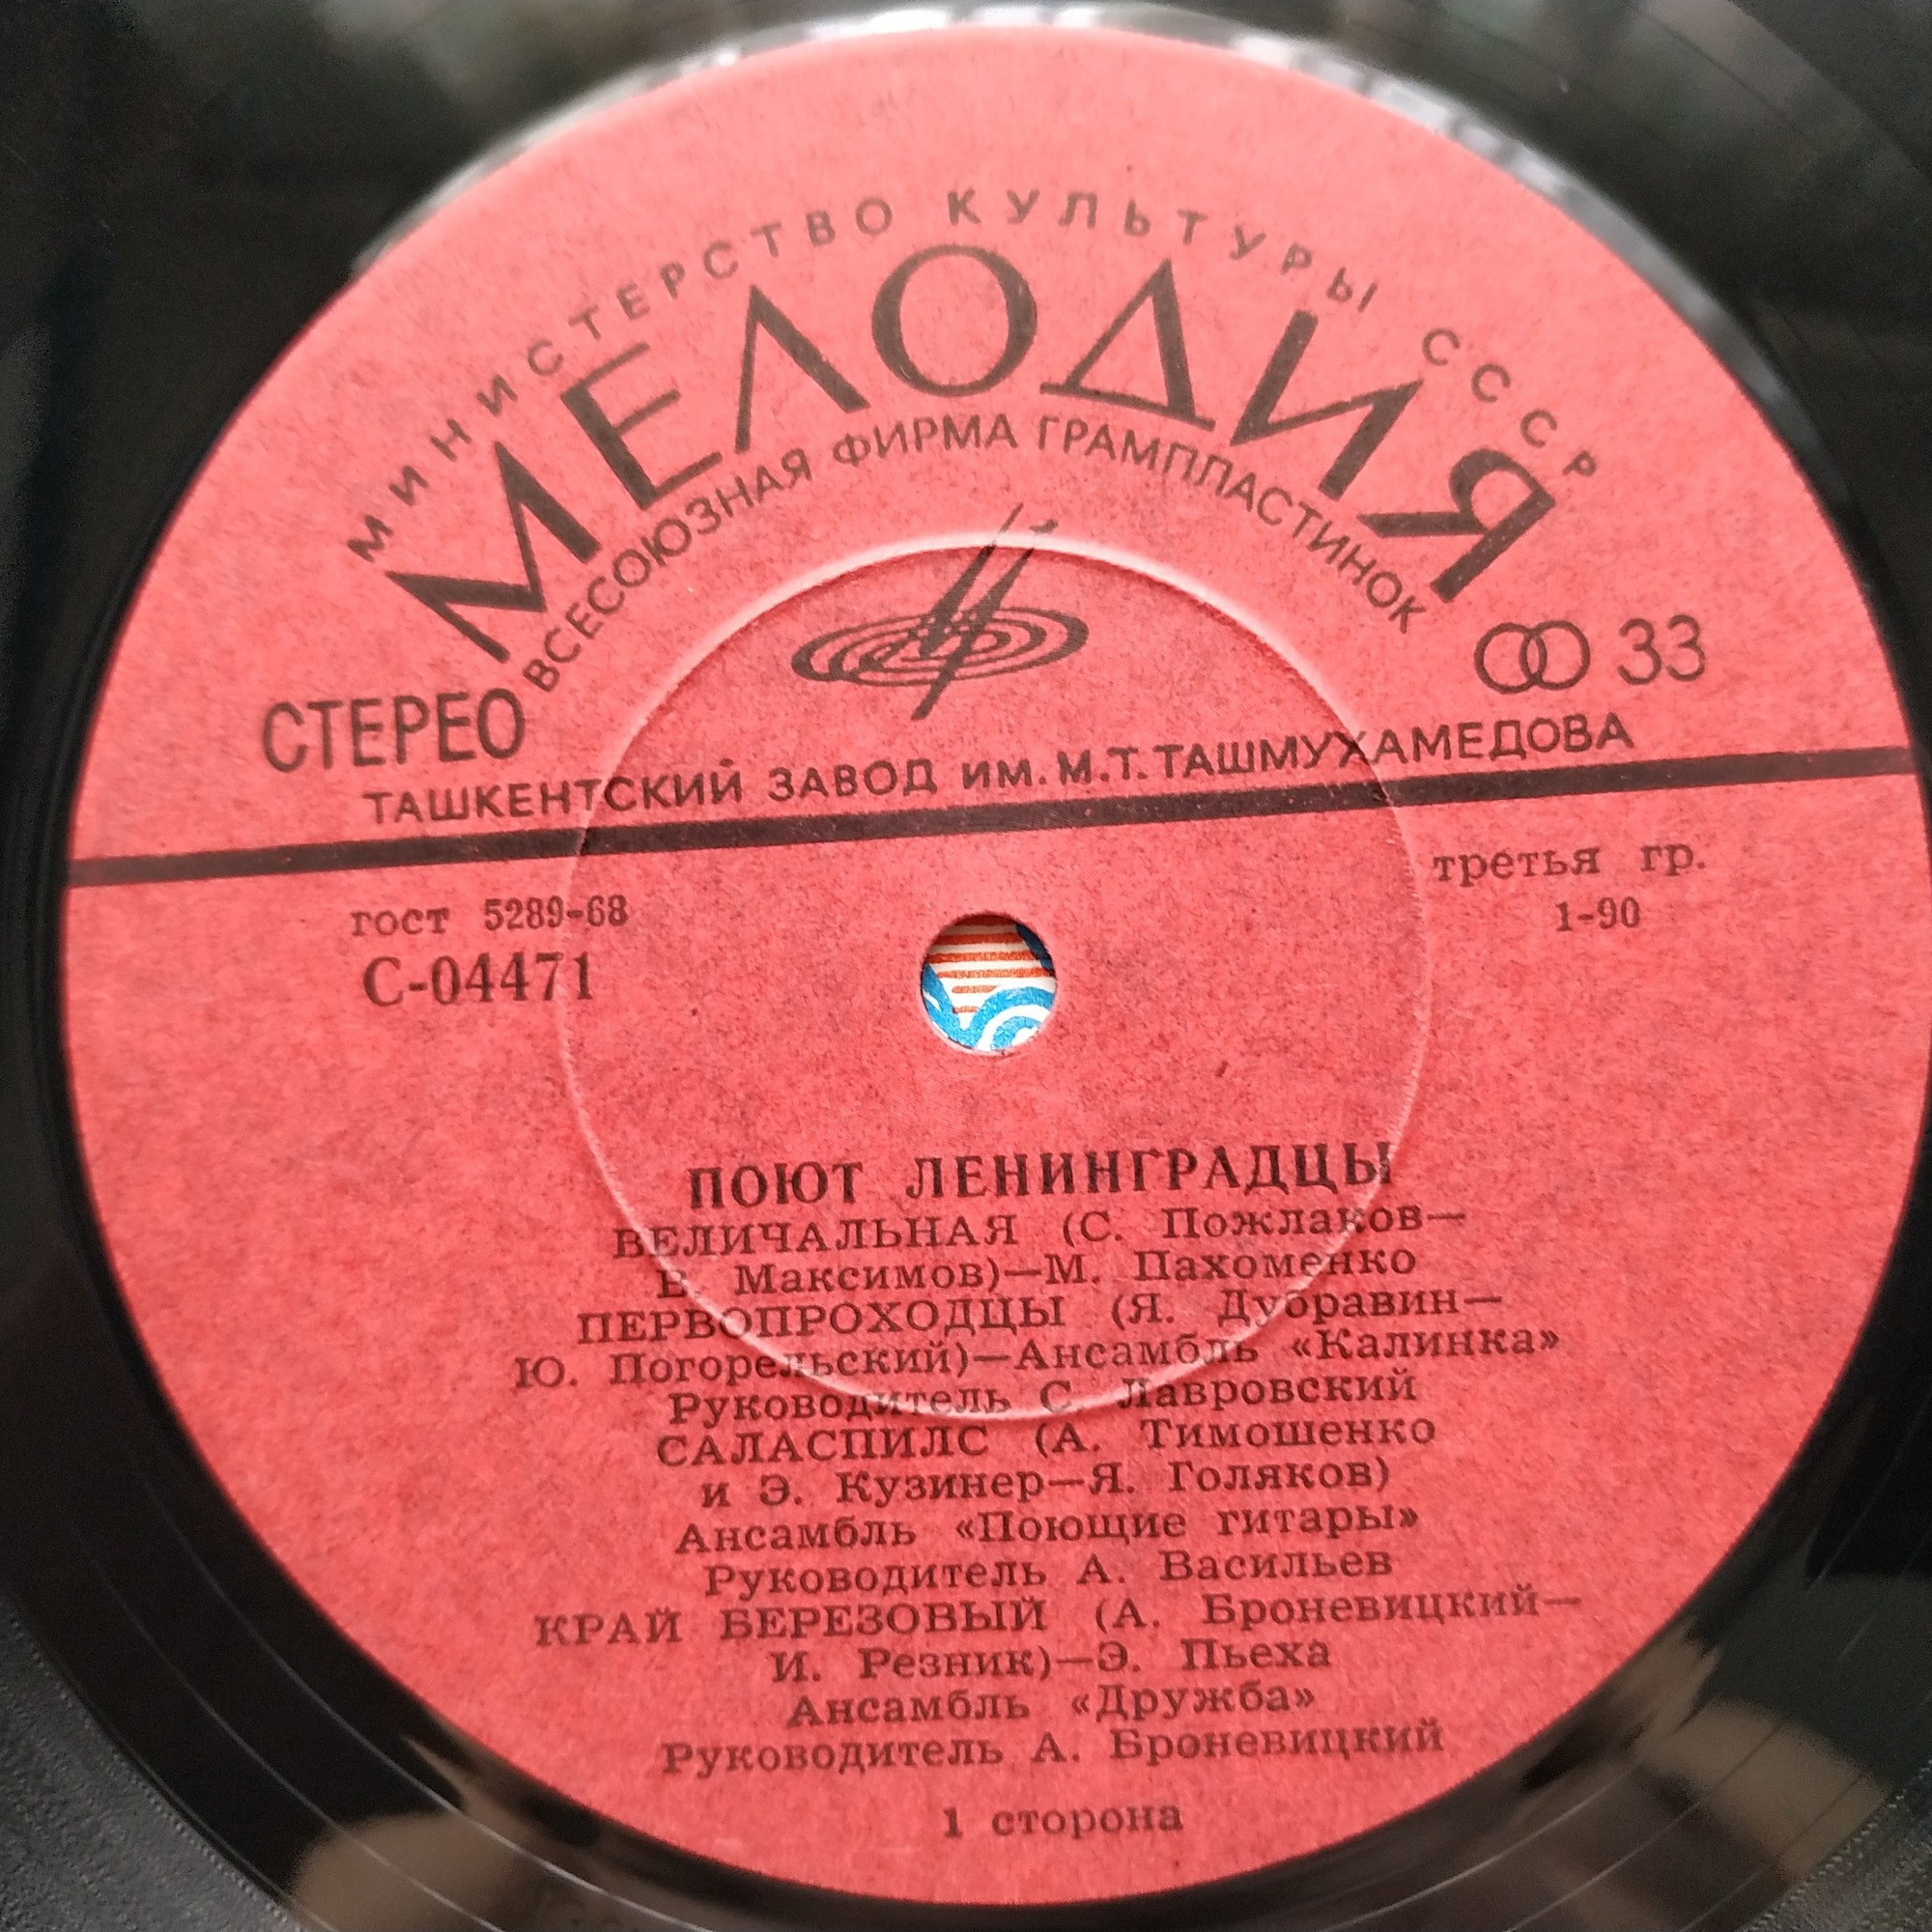 МИНИСТЕРСТВО КУЛЬТУРЫ СССР
МЕЛОДИЯ
ВСЕСОЮЗНАЯ ФИРМА ГРАМПЛАСТИНОК
СТЕРЕО
33
ТАШКЕНТСКИЙ ЗАВОД ИМ. М.Т. ТАШМУХАМЕДОВА
гост 5289-68
третья гр.
С-04471
1-90
ПОЮТ ЛЕНИНГРАДЦЫ
ВЕЛИЧАЛЬНАЯ (С. Пожлаков—
В. Максимов)—М. Пахоменко
ПЕРВОПРОХОДЦЫ (Я. Дубравин—
Ю. Погорельский)—Ансамбль «Калинка»
Руководитель С. Лавровский
САЛАСПИЛС (А. Тимошенко
и Э. Кузинер—Я. Голяков)
Ансамбль «Поющие гитары»
Руководитель А. Васильев
КРАЙ БЕРЕЗОВЫЙ (А. Броневицкий—
И. Резник)—Э. Пьеха
Ансамбль «Дружба»
Руководитель А. Броневицкий
1 сторона